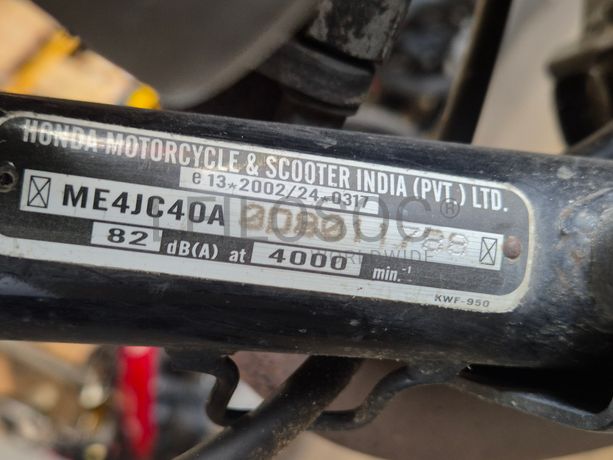 HONDA MOTORCYCLE & SCOOTER INDIA (PVT.) LTD.
e13*2002/24*0317
ME4JC40A
82 dB(A) at 4000 min.⁻¹
KWF-950